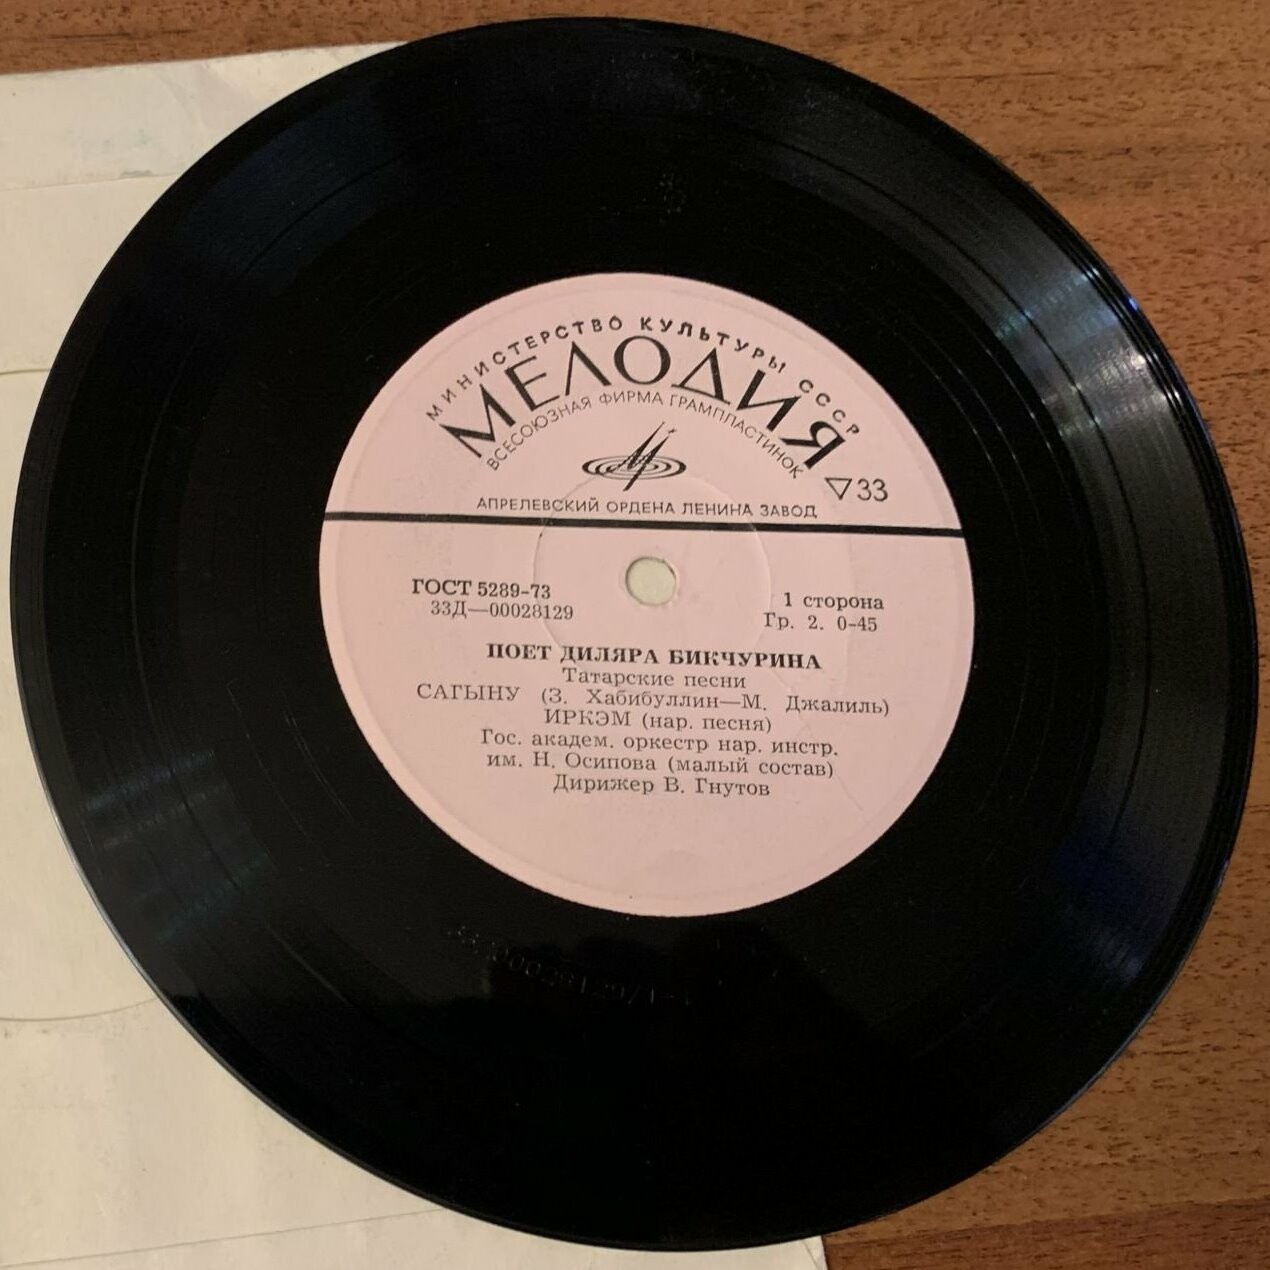 МИНИСТЕРСТВО КУЛЬТУРЫ СССР
МЕЛОДИЯ
ВСЕСОЮЗНАЯ ФИРМА ГРАМПЛАСТИНОК
▽33
АПРЕЛЕВСКИЙ ОРДЕНА ЛЕНИНА ЗАВОД
ГОСТ 5289-73
33Д—00028129
1 сторона
Гр. 2. 0-45
ПОЕТ ДИЛЯРА БИКЧУРИНА
Татарские песни
САГЫНУ (З. Хабибуллин—М. Джалиль)
ИРКЭМ (нар. песня)
Гос. академ. оркестр нар. инстр.
им. Н. Осипова (малый состав)
Дирижер В. Гнутов